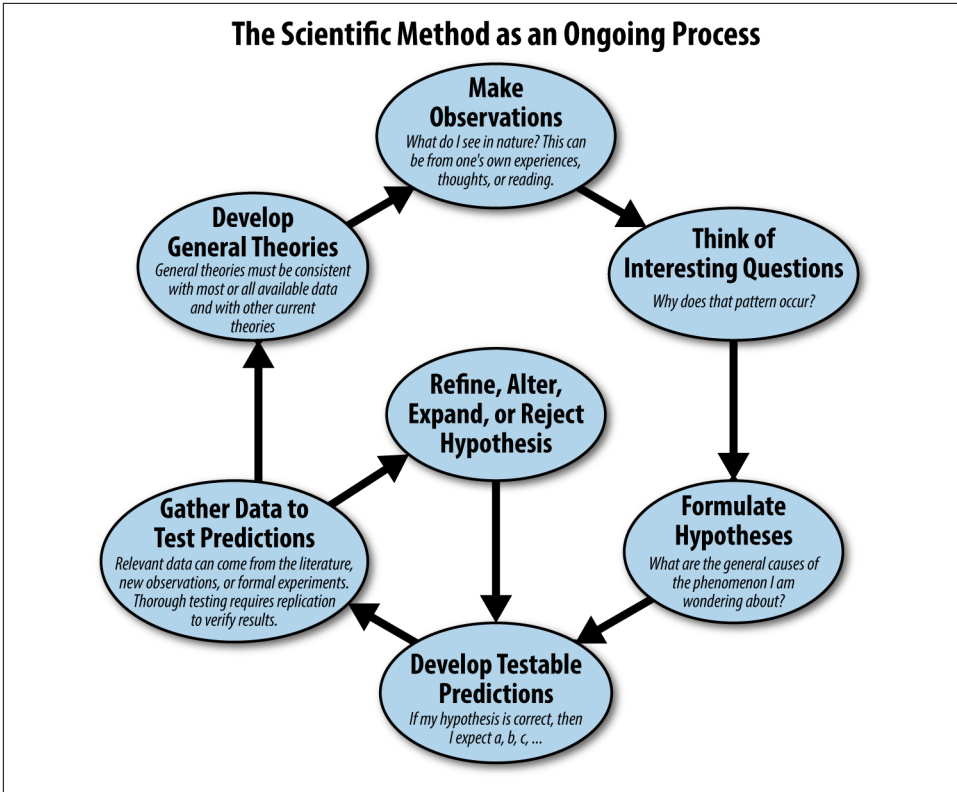 The Scientific Method as an Ongoing Process
Make
Observations
What do I see in nature? This can
be from one's own experiences,
thoughts, or reading.
Think of
Interesting Questions
Why does that pattern occur?
Formulate
Hypotheses
What are the general causes of
the phenomenon I am
wondering about?
Develop Testable
Predictions
If my hypothesis is correct, then
I expect a, b, c, ...
Gather Data to
Test Predictions
Relevant data can come from the literature,
new observations, or formal experiments.
Thorough testing requires replication
to verify results.
Refine, Alter,
Expand, or Reject
Hypothesis
Develop
General Theories
General theories must be consistent
with most or all available data
and with other current
theories